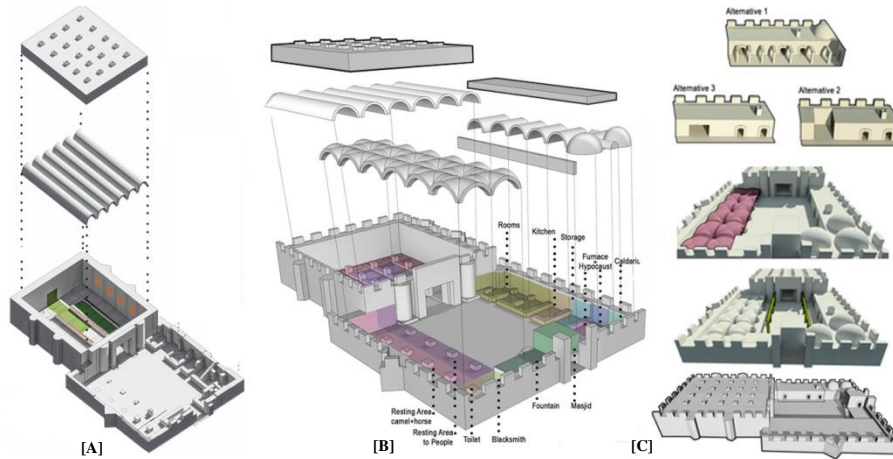 Alternative 1
Alternative 3
Alternative 2
Rooms
Kitchen
Storage
Furnace
Hypocaust
Resting Area
camel+horse
Resting Area
to People
Toilet
Blacksmith
Fountain
Masjid
[A]
[B]
[C]